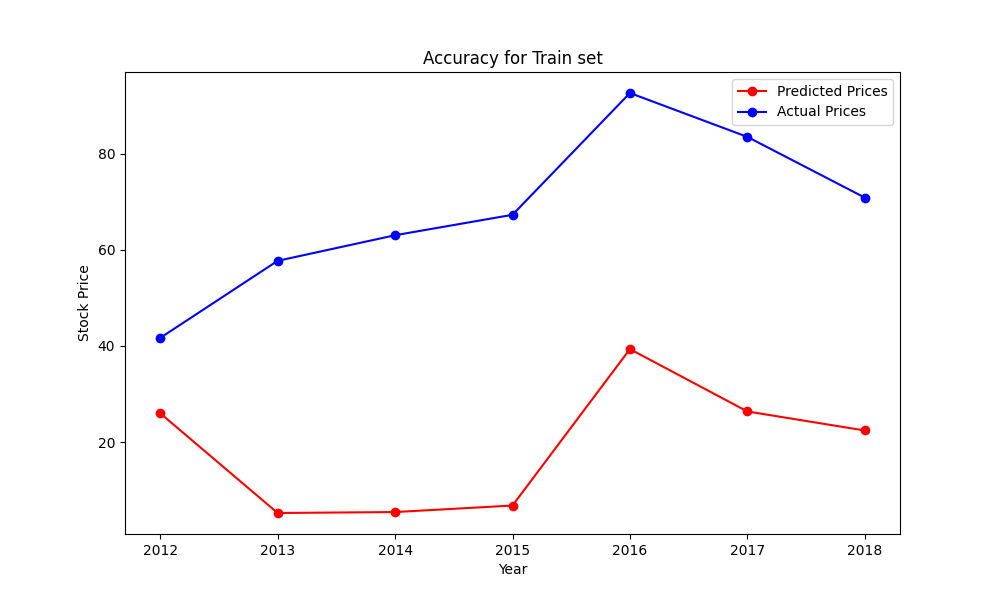 Accuracy for Train set
Predicted Prices
Actual Prices
80
60
40
20
Stock Price
2012 2013 2014 2015 2016 2017 2018
Year